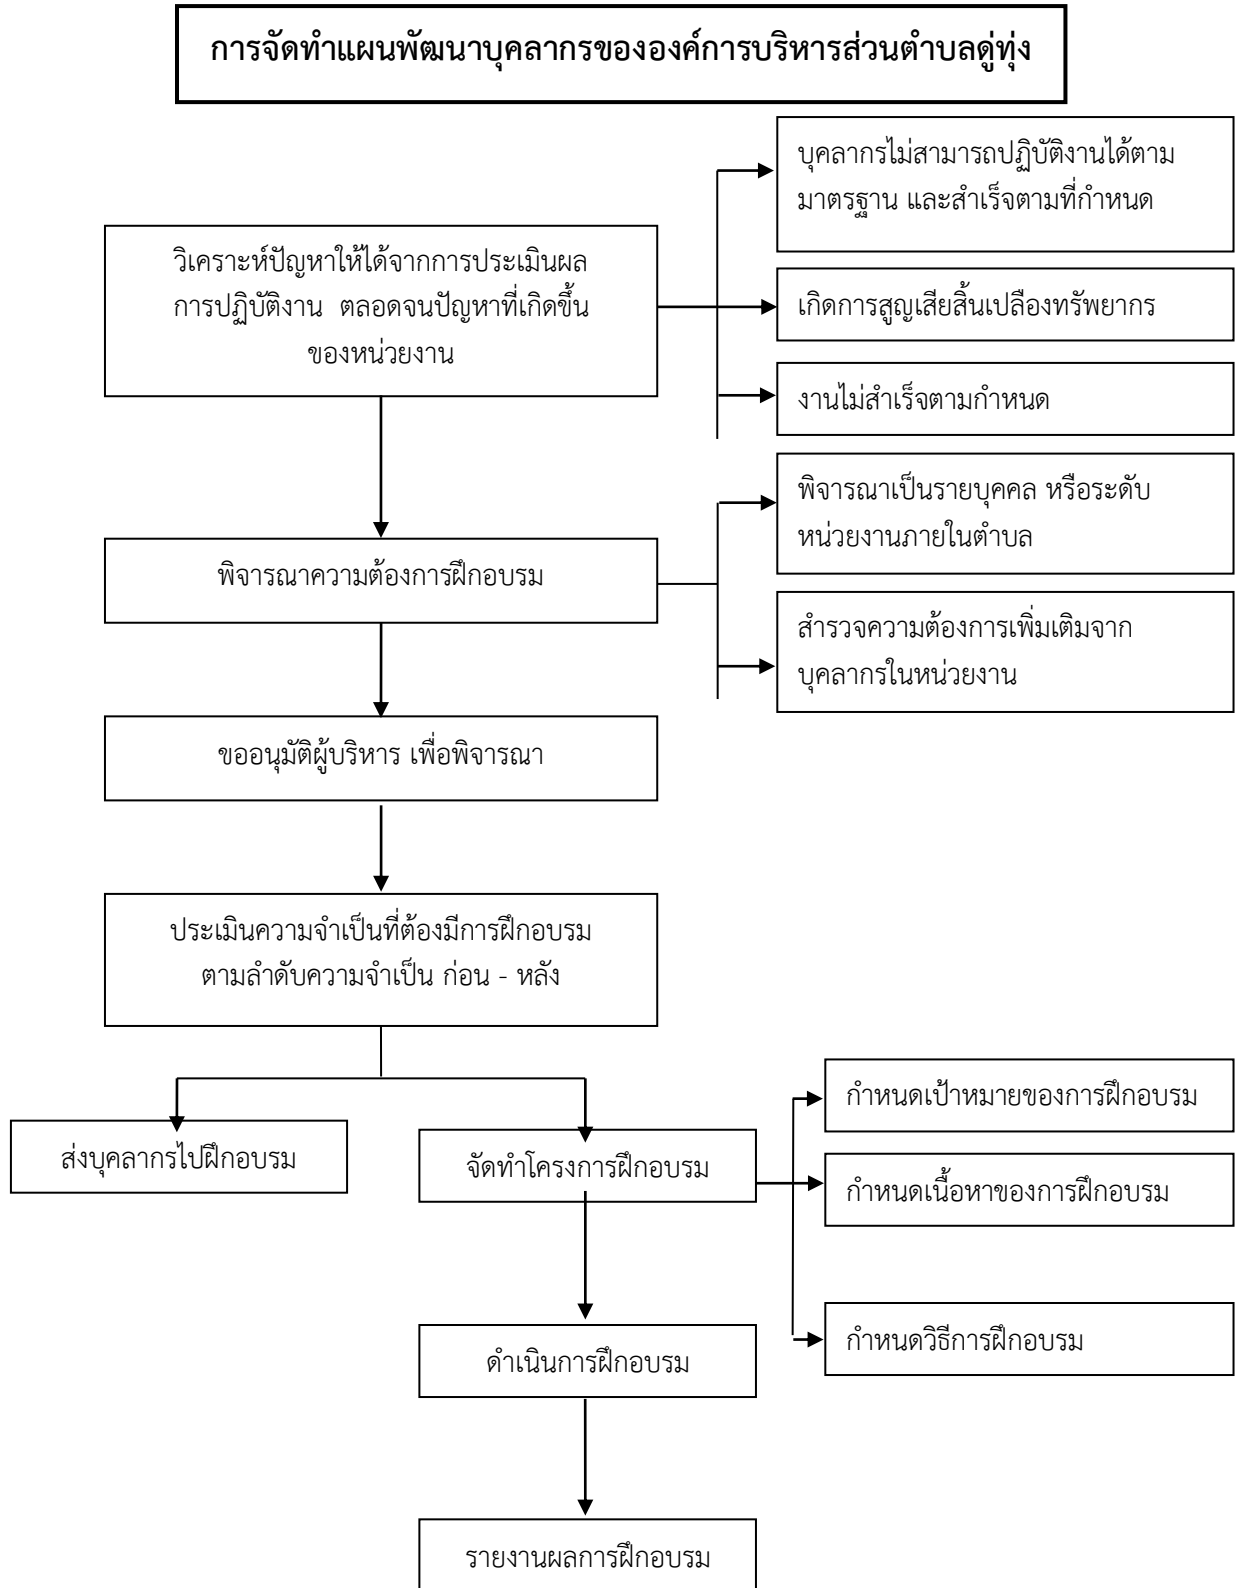 การจัดทำแผนพัฒนาบุคลากรขององค์การบริหารส่วนตำบลดู่ทุ่ง
บุคลากรไม่สามารถปฏิบัติงานได้ตาม
มาตรฐาน และสำเร็จตามที่กำหนด
วิเคราะห์ปัญหาให้ได้จากการประเมินผล
การปฏิบัติงาน ตลอดจนปัญหาที่เกิดขึ้น
ของหน่วยงาน
เกิดการสูญเสียสิ้นเปลืองทรัพยากร
งานไม่สำเร็จตามกำหนด
พิจารณาความต้องการฝึกอบรม
พิจารณาเป็นรายบุคคล หรือระดับ
หน่วยงานภายในตำบล
สำรวจความต้องการเพิ่มเติมจาก
บุคลากรในหน่วยงาน
ขออนุมัติผู้บริหาร เพื่อพิจารณา
ประเมินความจำเป็นที่ต้องมีการฝึกอบรม
ตามลำดับความจำเป็น ก่อน - หลัง
ส่งบุคลากรไปฝึกอบรม
จัดทำโครงการฝึกอบรม
กำหนดเป้าหมายของการฝึกอบรม
กำหนดเนื้อหาของการฝึกอบรม
กำหนดวิธีการฝึกอบรม
ดำเนินการฝึกอบรม
รายงานผลการฝึกอบรม